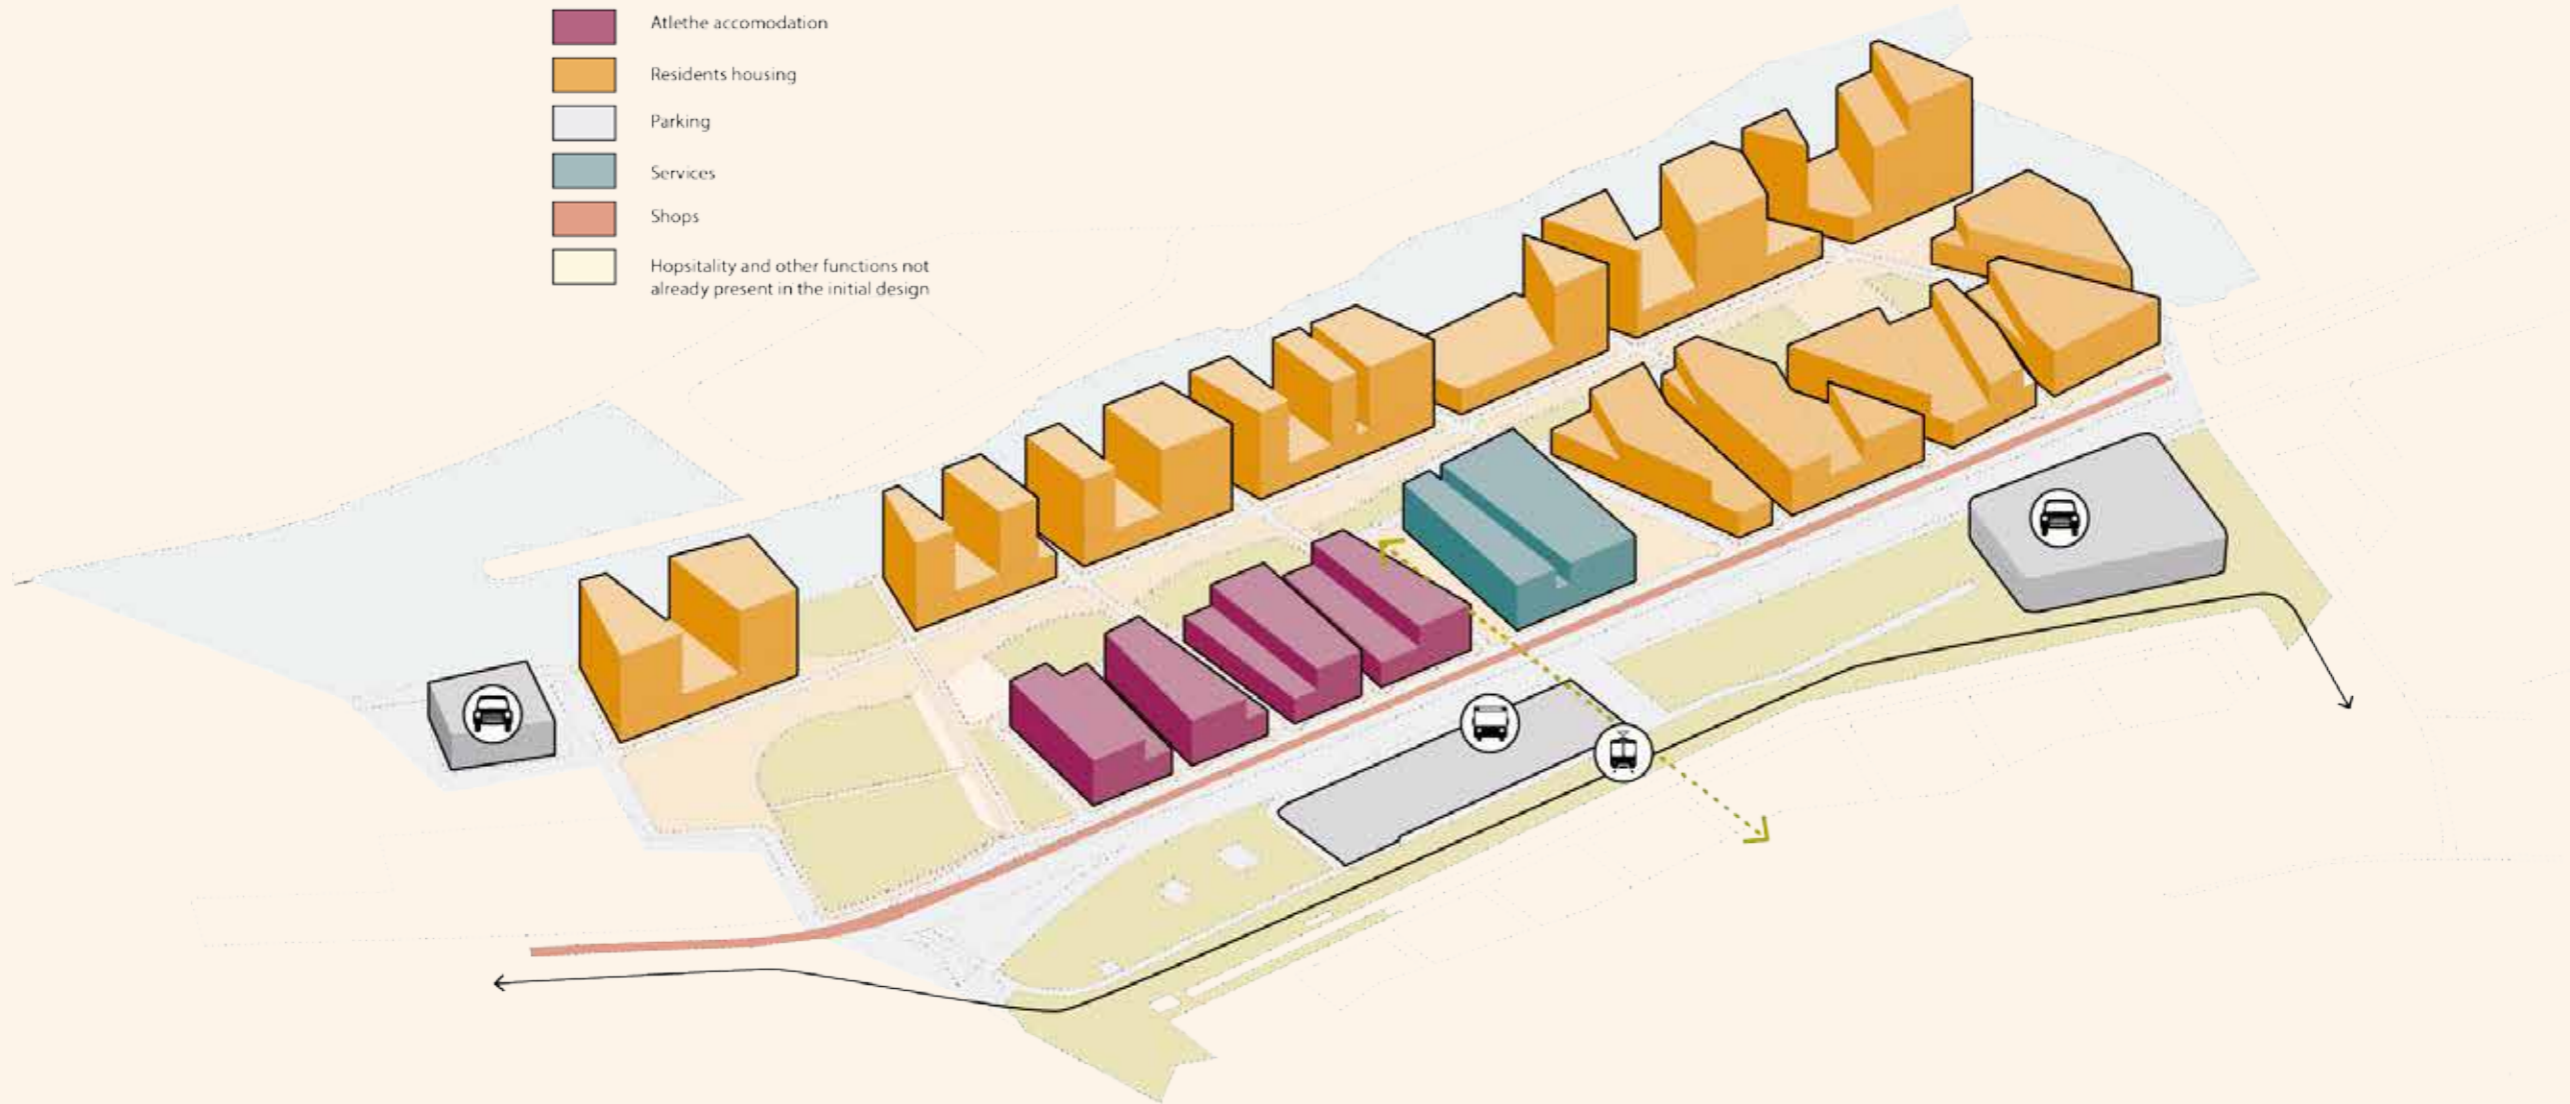 Atlethe accomodation
Residents housing
Parking
Services
Shops
Hopsitality and other functions not
already present in the initial design